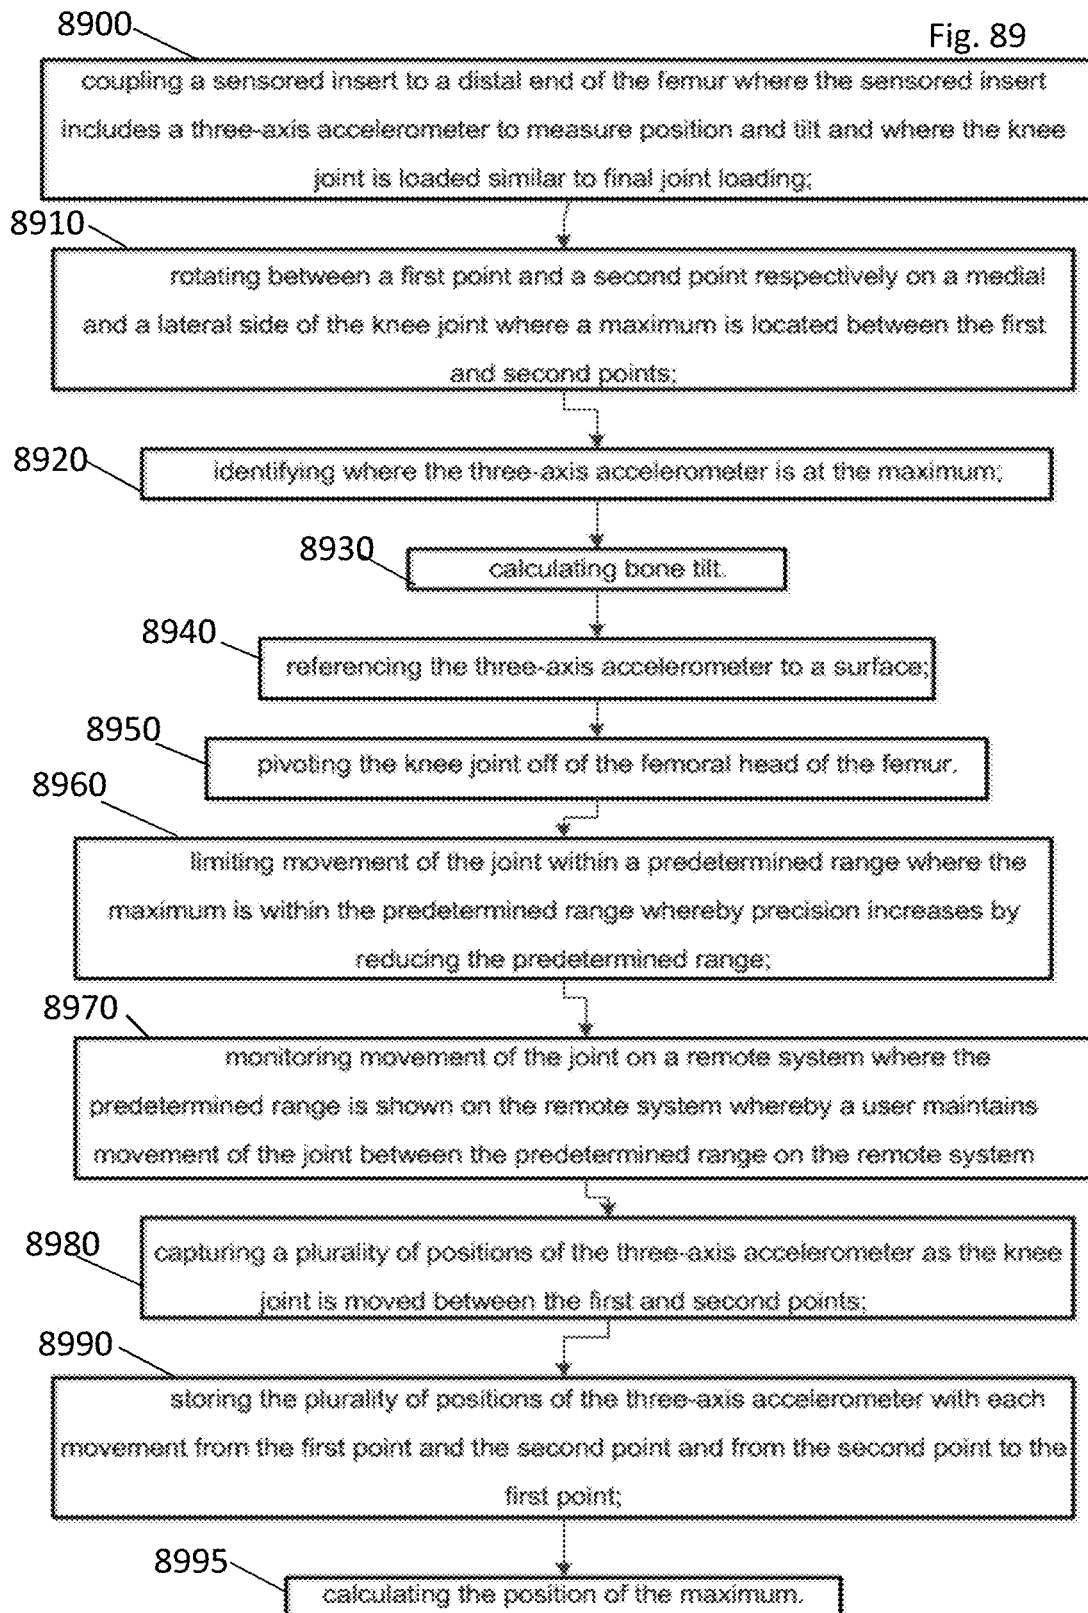 8900
Fig. 89
coupling a sensored insert to a distal end of the femur where the sensored insert
includes a three-axis accelerometer to measure position and tilt and where the knee
joint is loaded similar to final joint loading;
8910
rotating between a first point and a second point respectively on a medial
and a lateral side of the knee joint where a maximum is located between the first
and second points;
8920
identifying where the three-axis accelerometer is at the maximum;
8930
calculating bone tilt.
8940
referencing the three-axis accelerometer to a surface;
8950
pivoting the knee joint off of the femoral head of the femur.
8960
limiting movement of the joint within a predetermined range where the
maximum is within the predetermined range whereby precision increases by
reducing the predetermined range;
8970
monitoring movement of the joint on a remote system where the
predetermined range is shown on the remote system whereby a user maintains
movement of the joint between the predetermined range on the remote system
8980
capturing a plurality of positions of the three-axis accelerometer as the knee
joint is moved between the first and second points;
8990
storing the plurality of positions of the three-axis accelerometer with each
movement from the first point and the second point and from the second point to the
first point;
8995
calculating the position of the maximum.